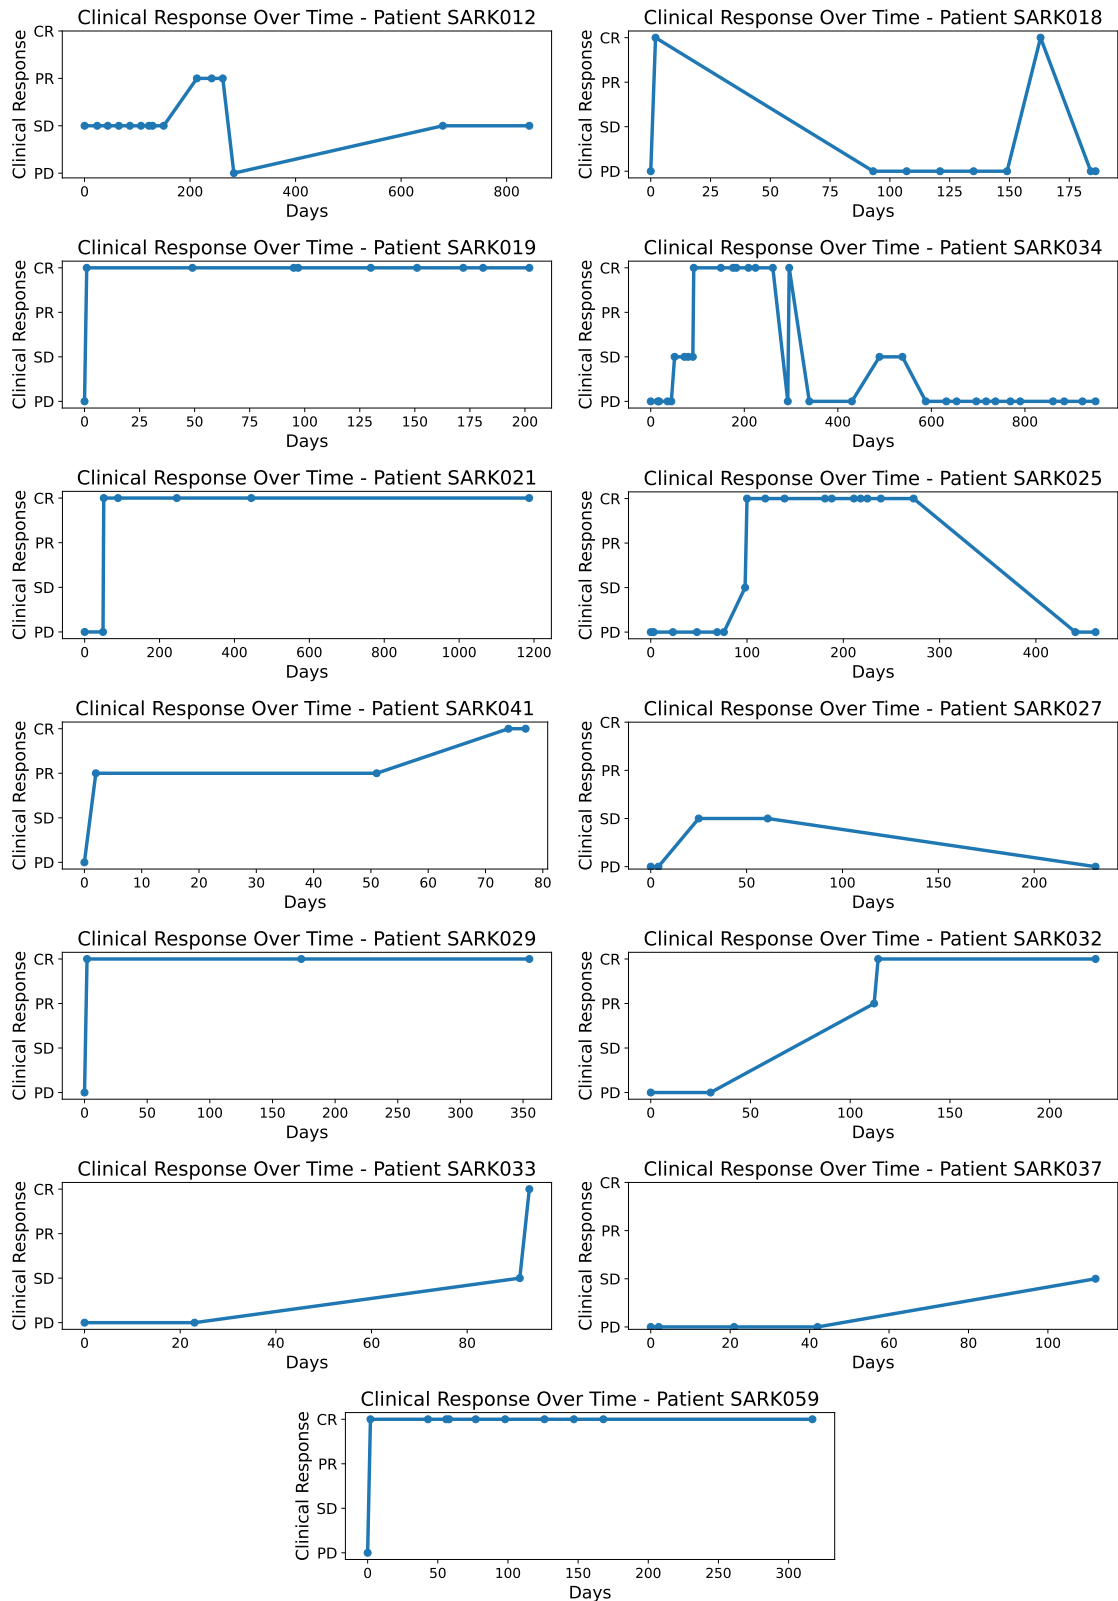 Clinical Response Over Time - Patient SARK012
Clinical Response
CR
PR
SD
PD
0 200 400 600 800
Days
Clinical Response Over Time - Patient SARK018
Clinical Response
CR
PR
SD
PD
0 25 50 75 100 125 150 175
Days
Clinical Response Over Time - Patient SARK019
Clinical Response
CR
PR
SD
PD
0 25 50 75 100 125 150 175 200
Days
Clinical Response Over Time - Patient SARK034
Clinical Response
CR
PR
SD
PD
0 200 400 600 800
Days
Clinical Response Over Time - Patient SARK021
Clinical Response
CR
PR
SD
PD
0 200 400 600 800 1000 1200
Days
Clinical Response Over Time - Patient SARK025
Clinical Response
CR
PR
SD
PD
0 100 200 300 400
Days
Clinical Response Over Time - Patient SARK041
Clinical Response
CR
PR
SD
PD
0 10 20 30 40 50 60 70 80
Days
Clinical Response Over Time - Patient SARK027
Clinical Response
CR
PR
SD
PD
0 50 100 150 200
Days
Clinical Response Over Time - Patient SARK029
Clinical Response
CR
PR
SD
PD
0 50 100 150 200 250 300 350
Days
Clinical Response Over Time - Patient SARK032
Clinical Response
CR
PR
SD
PD
0 50 100 150 200
Days
Clinical Response Over Time - Patient SARK033
Clinical Response
CR
PR
SD
PD
0 20 40 60 80
Days
Clinical Response Over Time - Patient SARK037
Clinical Response
CR
PR
SD
PD
0 20 40 60 80 100
Days
Clinical Response Over Time - Patient SARK059
Clinical Response
CR
PR
SD
PD
0 50 100 150 200 250 300
Days